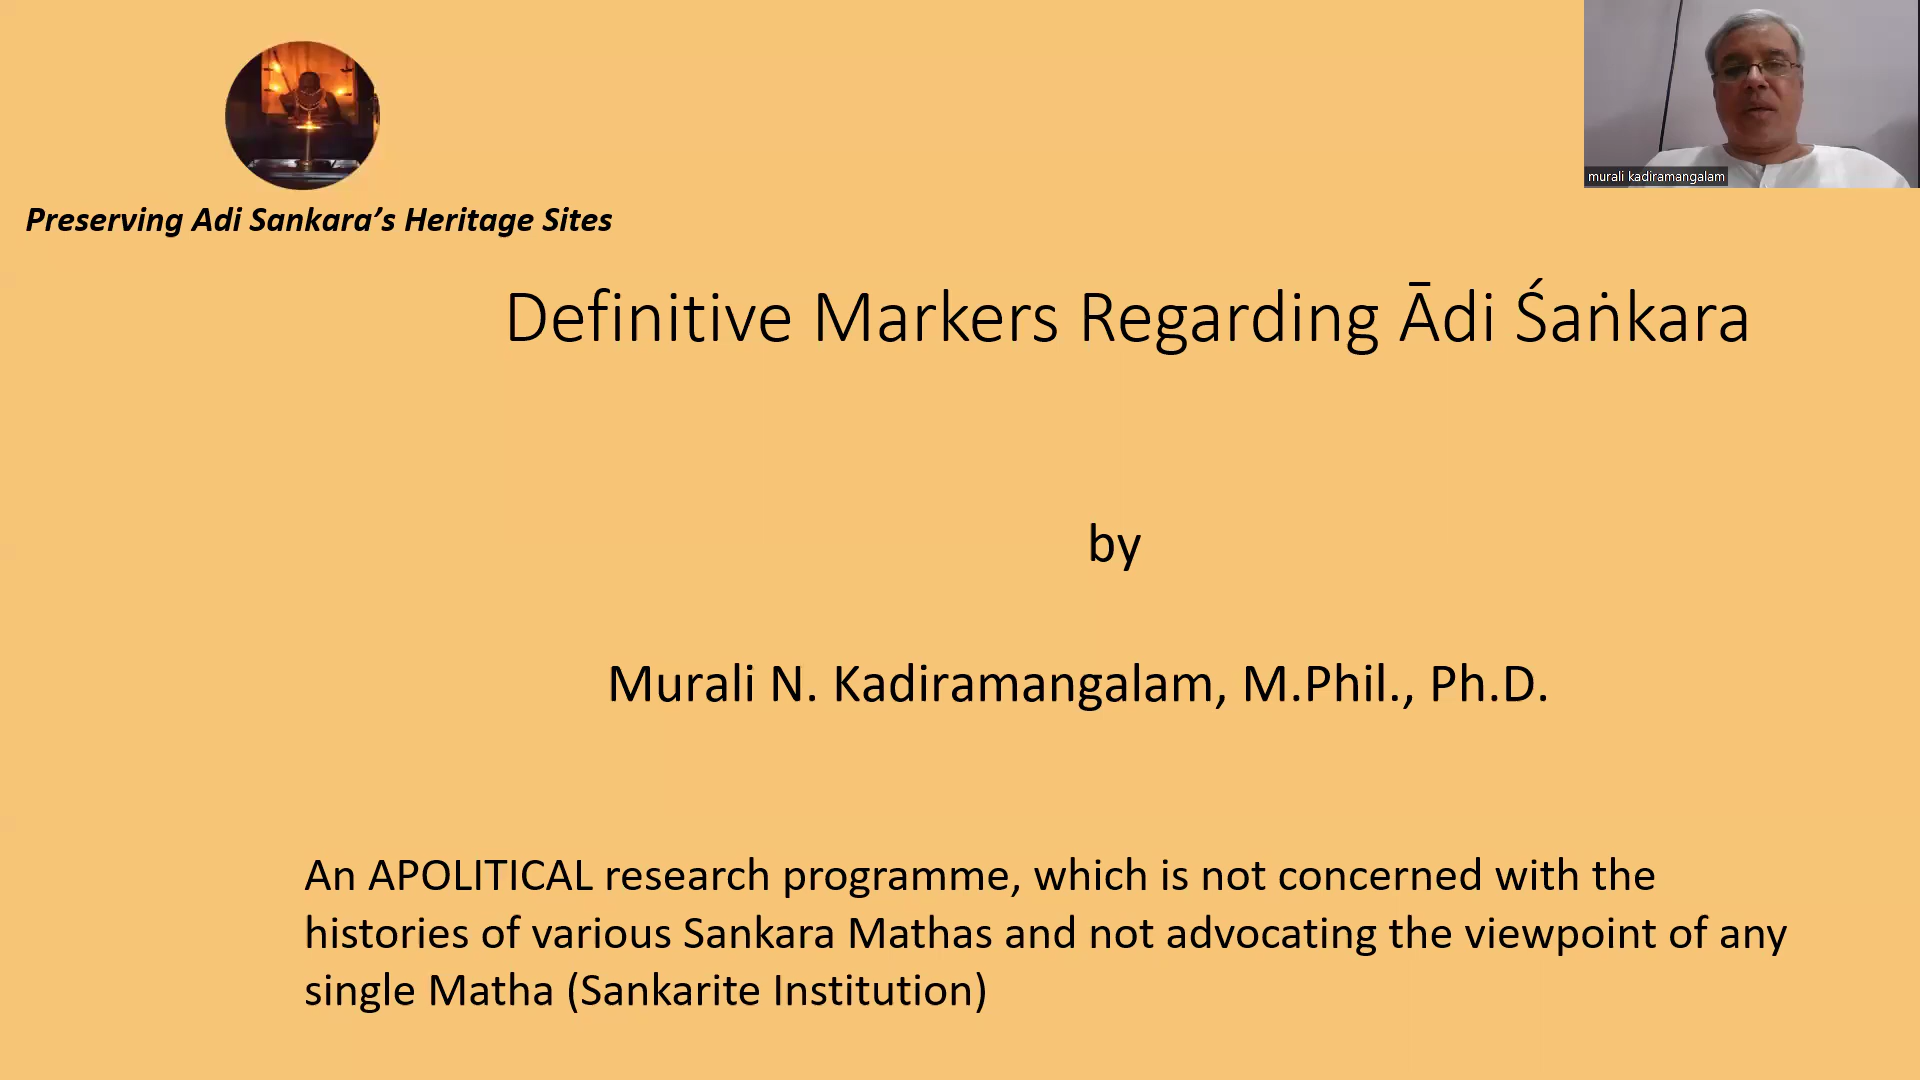 murali kadiramangalam
Preserving Adi Sankara’s Heritage Sites
Definitive Markers Regarding Ādi Śaṅkara
by
Murali N. Kadiramangalam, M.Phil., Ph.D.
An APOLITICAL research programme, which is not concerned with the
histories of various Sankara Mathas and not advocating the viewpoint of any
single Matha (Sankarite Institution)